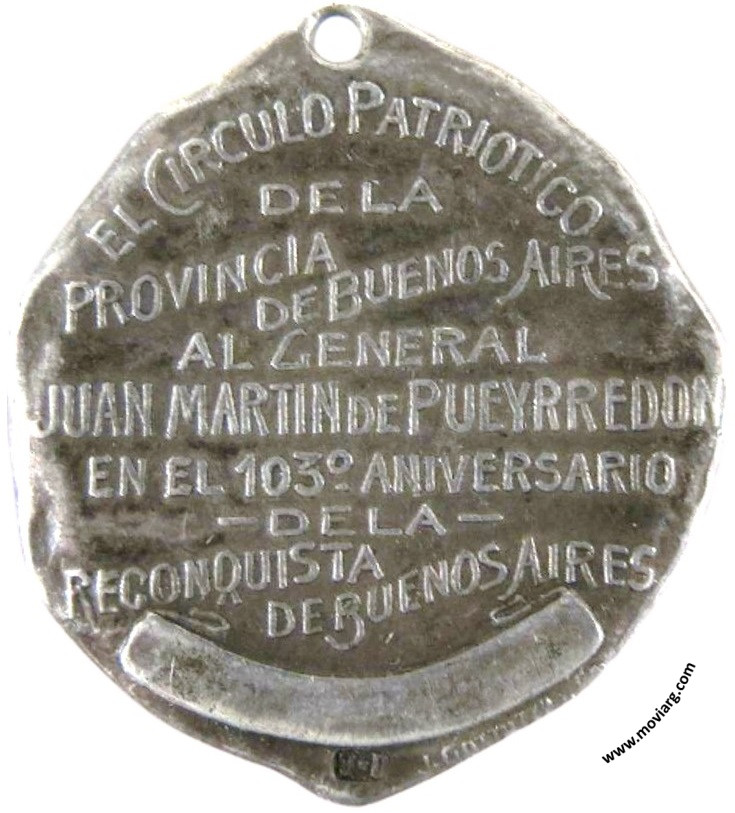 EL CIRCULO PATRIOTICO
DE LA
PROVINCIA
DE BUENOS AIRES
AL GENERAL
JUAN MARTIN DE PUEYRREDON
EN EL 103º ANIVERSARIO
-DE LA-
RECONQUISTA
DE BUENOS AIRES
J.
www.moviarg.com